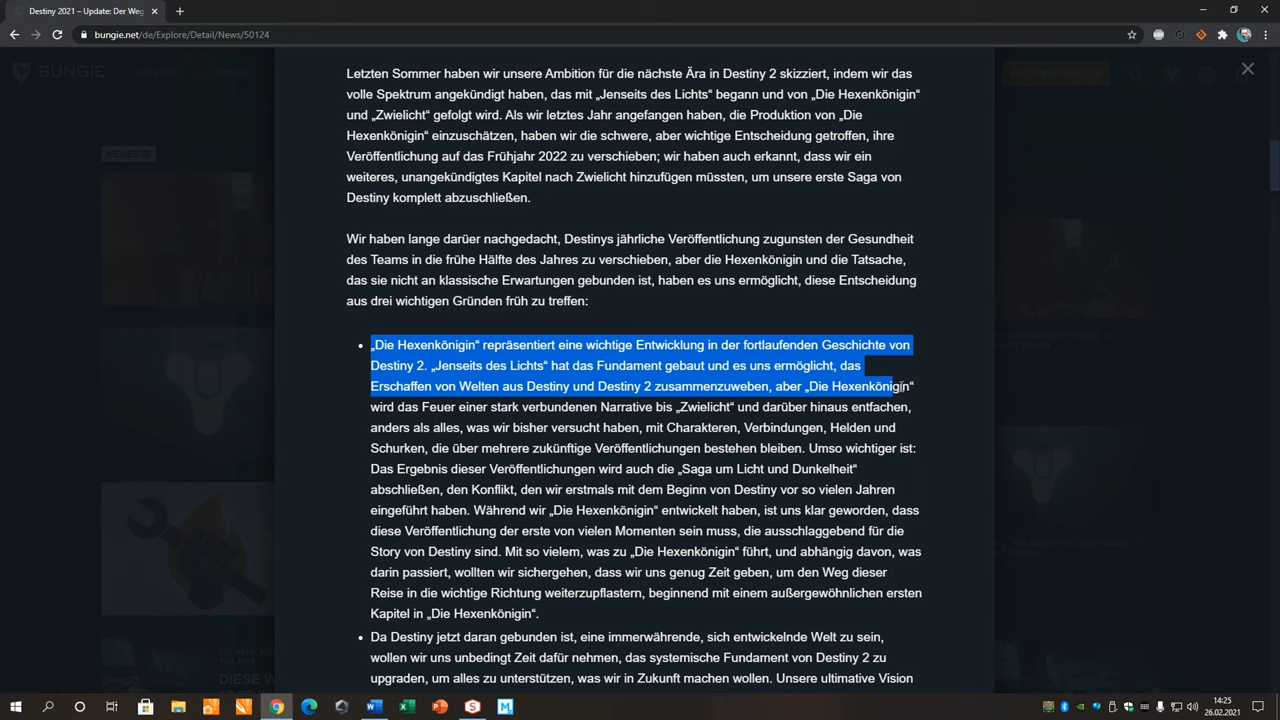 Destiny 2021 – Update: Der Weg
bungie.net/de/Explore/Detail/News/50124
BUNGIE
Letzten Sommer haben wir unsere Ambition für die nächste Ära in Destiny 2 skizziert, indem wir das
volle Spektrum angekündigt haben, das mit „Jenseits des Lichts“ begann und von „Die Hexenkönigin“
und „Zwielicht“ gefolgt wird. Als wir letztes Jahr angefangen haben, die Produktion von „Die
Hexenkönigin“ einzuschätzen, haben wir die schwere, aber wichtige Entscheidung getroffen, ihre
NEUESTE
Veröffentlichung auf das Frühjahr 2022 zu verschieben; wir haben auch erkannt, dass wir ein
weiteres, unangekündigtes Kapitel nach Zwielicht hinzufügen müssten, um unsere erste Saga von
Destiny komplett abzuschließen.
Wir haben lange darüer nachgedacht, Destinys jährliche Veröffentlichung zugunsten der Gesundheit
des Teams in die frühe Hälfte des Jahres zu verschieben, aber die Hexenkönigin und die Tatsache,
das sie nicht an klassische Erwartungen gebunden ist, haben es uns ermöglicht, diese Entscheidung
aus drei wichtigen Gründen früh zu treffen:
• „Die Hexenkönigin“ repräsentiert eine wichtige Entwicklung in der fortlaufenden Geschichte von
Destiny 2. „Jenseits des Lichts“ hat das Fundament gebaut und es uns ermöglicht, das
Erschaffen von Welten aus Destiny und Destiny 2 zusammenzuweben, aber „Die Hexenkönigin“
wird das Feuer einer stark verbundenen Narrative bis „Zwielicht“ und darüber hinaus entfachen,
anders als alles, was wir bisher versucht haben, mit Charakteren, Verbindungen, Helden und
Schurken, die über mehrere zukünftige Veröffentlichungen bestehen bleiben. Umso wichtiger ist:
Das Ergebnis dieser Veröffentlichungen wird auch die „Saga um Licht und Dunkelheit“
abschließen, den Konflikt, den wir erstmals mit dem Beginn von Destiny vor so vielen Jahren
eingeführt haben. Während wir „Die Hexenkönigin“ entwickelt haben, ist uns klar geworden, dass
diese Veröffentlichung der erste von vielen Momenten sein muss, die ausschlaggebend für die
Story von Destiny sind. Mit so vielem, was zu „Die Hexenkönigin“ führt, und abhängig davon, was
darin passiert, wollten wir sichergehen, dass wir uns genug Zeit geben, um den Weg dieser
Reise in die wichtige Richtung weiterzupflastern, beginnend mit einem außergewöhnlichen ersten
Kapitel in „Die Hexenkönigin“.
• Da Destiny jetzt daran gebunden ist, eine immerwährende, sich entwickelnde Welt zu sein,
wollen wir uns unbedingt Zeit dafür nehmen, das systemische Fundament von Destiny 2 zu
upgraden, um alles zu unterstützen, was wir in Zukunft machen wollen. Unsere ultimative Vision
DIESE W
14:25
26.02.2021